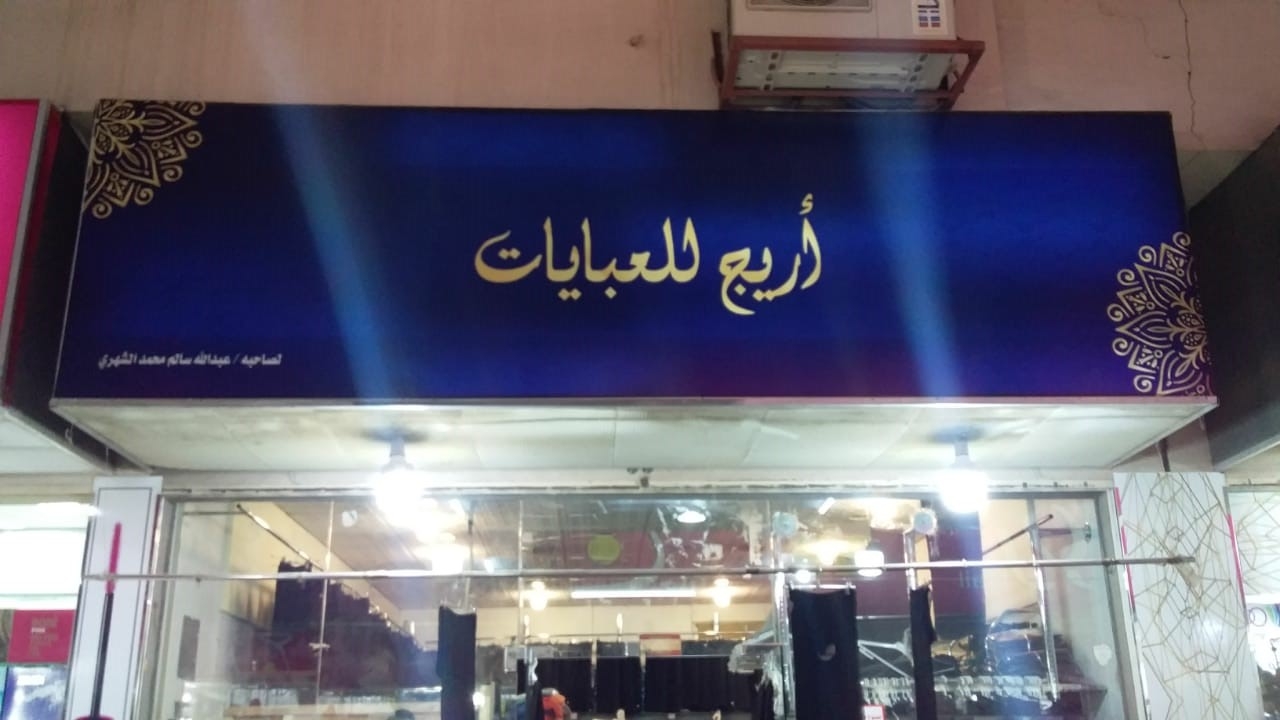 أريج للعبايات
لصاحبه / عبدالله سالم محمد الشهري